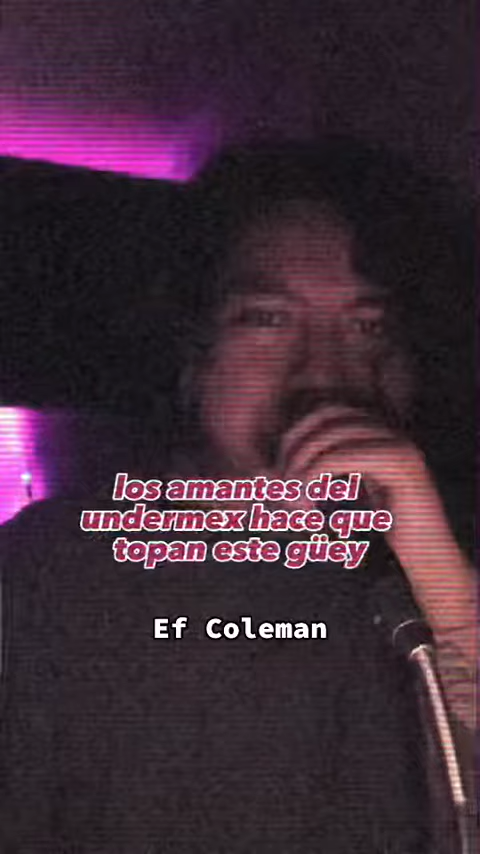 los amantes del
undermex hace que
topan este güey
Ef Coleman